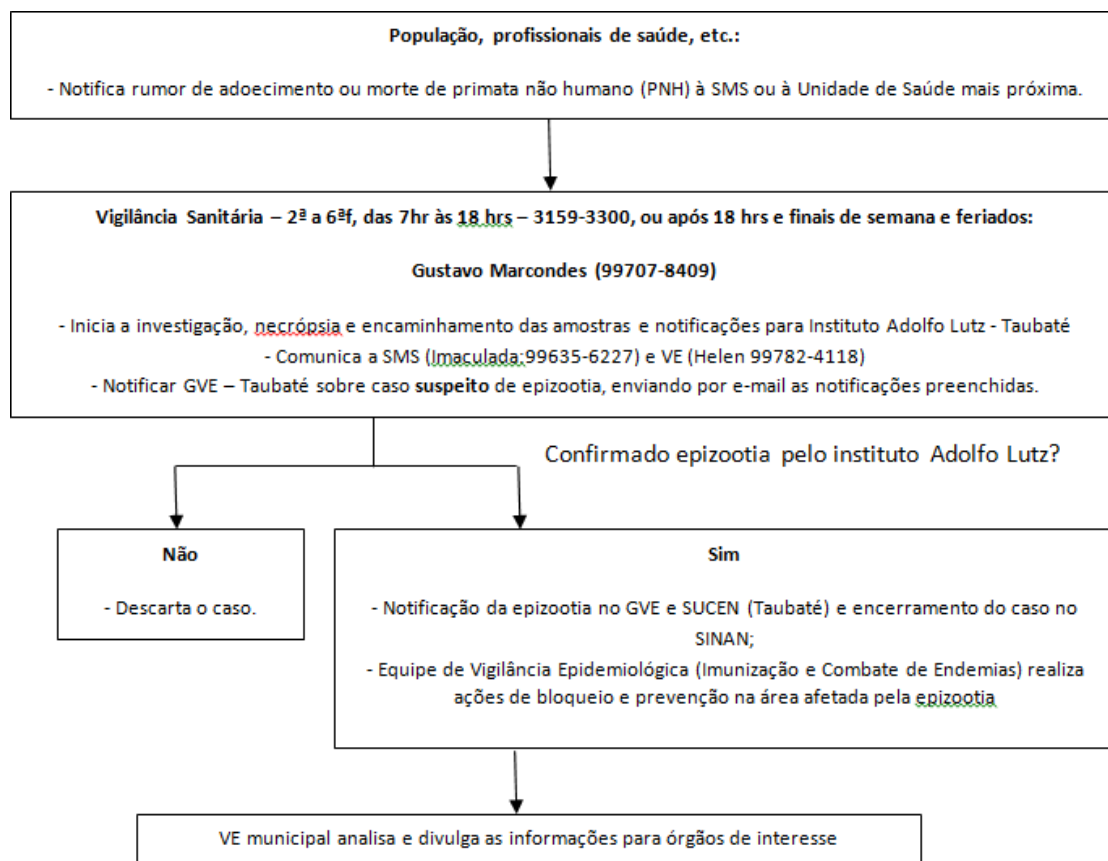 População, profissionais de saúde, etc.:
- Notifica rumor de adoecimento ou morte de primata não humano (PNH) à SMS ou à Unidade de Saúde mais próxima.
Vigilância Sanitária – 2ª a 6ªf, das 7hr às 18 hrs – 3159-3300, ou após 18 hrs e finais de semana e feriados:
Gustavo Marcondes (99707-8409)
- Inicia a investigação, necrópsia e encaminhamento das amostras e notificações para Instituto Adolfo Lutz - Taubaté
- Comunica a SMS (Imaculada:99635-6227) e VE (Helen 99782-4118)
- Notificar GVE – Taubaté sobre caso suspeito de epizootia, enviando por e-mail as notificações preenchidas.
Confirmado epizootia pelo instituto Adolfo Lutz?
Não
- Descarta o caso.
Sim
- Notificação da epizootia no GVE e SUCEN (Taubaté) e encerramento do caso no
SINAN;
- Equipe de Vigilância Epidemiológica (Imunização e Combate de Endemias) realiza
ações de bloqueio e prevenção na área afetada pela epizootia
VE municipal analisa e divulga as informações para órgãos de interesse